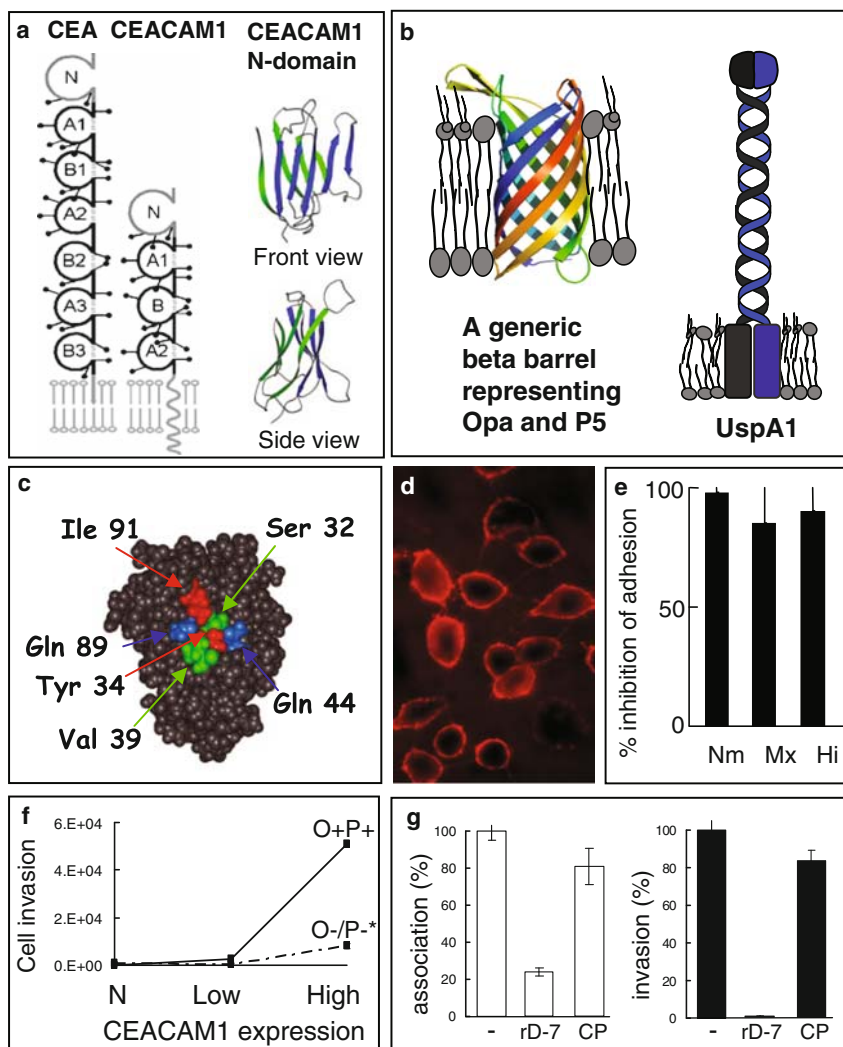 a CEA CEACAM1 CEACAM1
N-domain
N
A1
B1
A2
B2
A3
B3
N
A1
B
A2
Front view
Side view
b
A generic
beta barrel
representing
Opa and P5
UspA1
c
Ile 91
Ser 32
Gln 89
Tyr 34
Gln 44
Val 39
d
e
% inhibition of adhesion
100
50
0
Nm Mx Hi
f
Cell invasion
6.E+04
4.E+04
2.E+04
0.E+00
O+P+
O-/P-*
N Low High
CEACAM1 expression
g
association (%)
100
80
60
40
20
0
- rD-7 CP
invasion (%)
100
80
60
40
20
0
- rD-7 CP